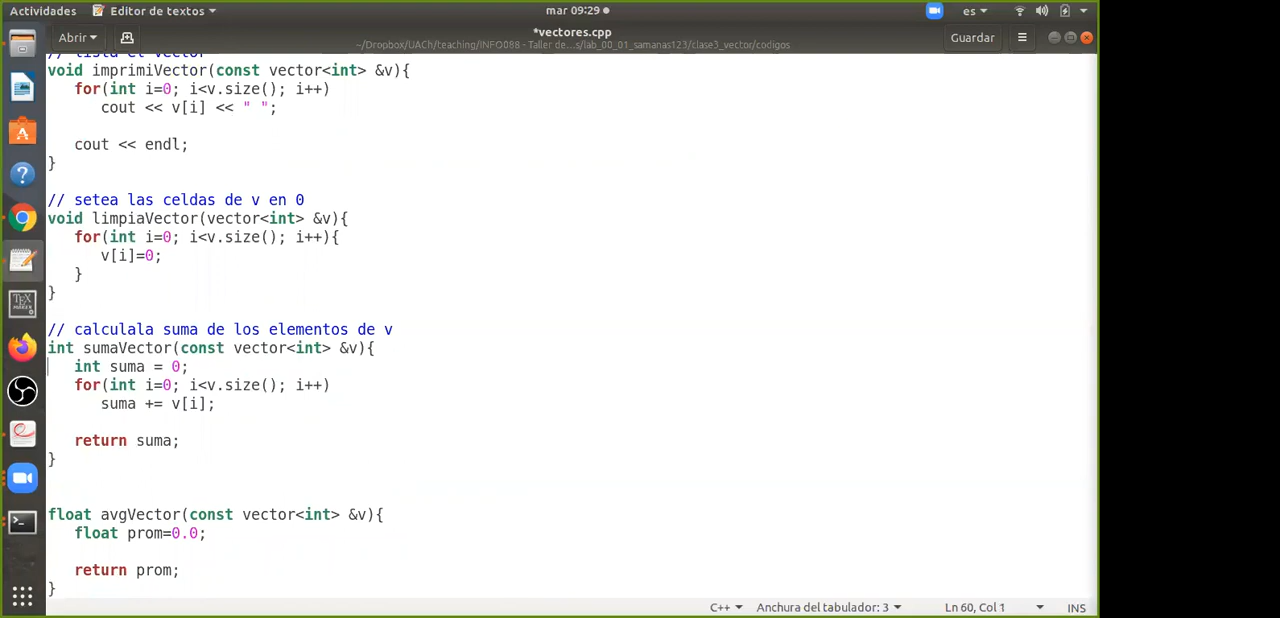 Actividades Editor de textos mar 09:29 es
Abrir *vectores.cpp Guardar
~/Dropbox/UACh/teaching/INFO088 - Taller de...s/lab_00_01_samanas123/clase3_vector/codigos
// lista el vector
void imprimiVector(const vector<int> &v){
for(int i=0; i<v.size(); i++)
cout << v[i] << " ";
cout << endl;
}
// setea las celdas de v en 0
void limpiaVector(vector<int> &v){
for(int i=0; i<v.size(); i++){
v[i]=0;
}
}
// calculala suma de los elementos de v
int sumaVector(const vector<int> &v){
int suma = 0;
for(int i=0; i<v.size(); i++)
suma += v[i];
return suma;
}
float avgVector(const vector<int> &v){
float prom=0.0;
return prom;
}
C++ Anchura del tabulador: 3 Ln 60, Col 1 INS